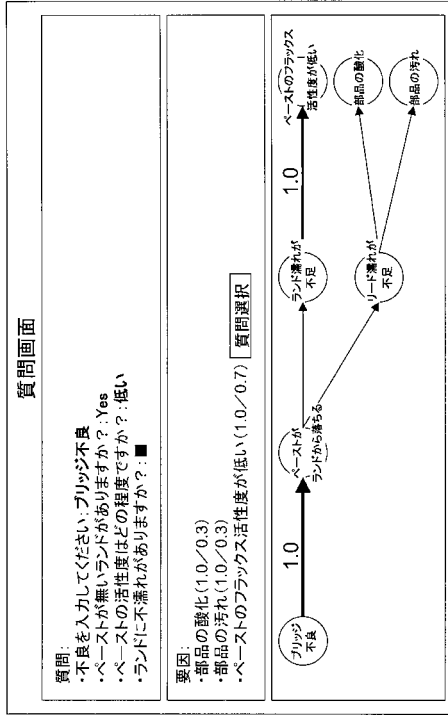 質問画面
質問:
・不良を入力してください:ブリッジ不良
・ペーストが無いランドがありますか?:Yes
・ペーストの活性度はどの程度ですか?:低い
・ランドに不濡れがありますか?:■
要因:
・部品の酸化(1.0/0.3)
・部品の汚れ(1.0/0.3)
・ペーストのフラックス活性度が低い(1.0/0.7) 質問選択
ブリッジ
不良
1.0
ペーストが
ランドから落ちる
ランド濡れが
不足
リード濡れが
不足
1.0
ペーストのフラックス
活性度が低い
部品の酸化
部品の汚れ